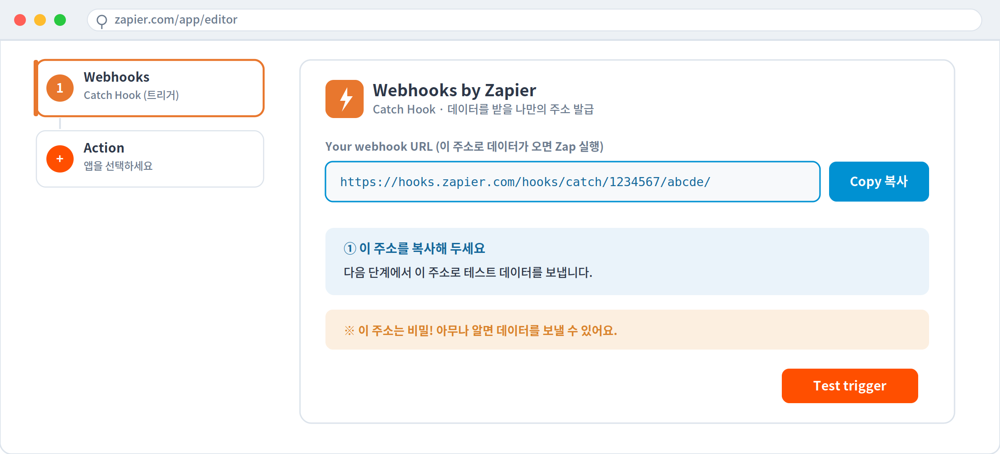 zapier.com/app/editor
1
Webhooks
Catch Hook (트리거)
+
Action
앱을 선택하세요
Webhooks by Zapier
Catch Hook · 데이터를 받을 나만의 주소 발급
Your webhook URL (이 주소로 데이터가 오면 Zap 실행)
https://hooks.zapier.com/hooks/catch/1234567/abcde/
Copy 복사
① 이 주소를 복사해 두세요
다음 단계에서 이 주소로 테스트 데이터를 보냅니다.
※ 이 주소는 비밀! 아무나 알면 데이터를 보낼 수 있어요.
Test trigger